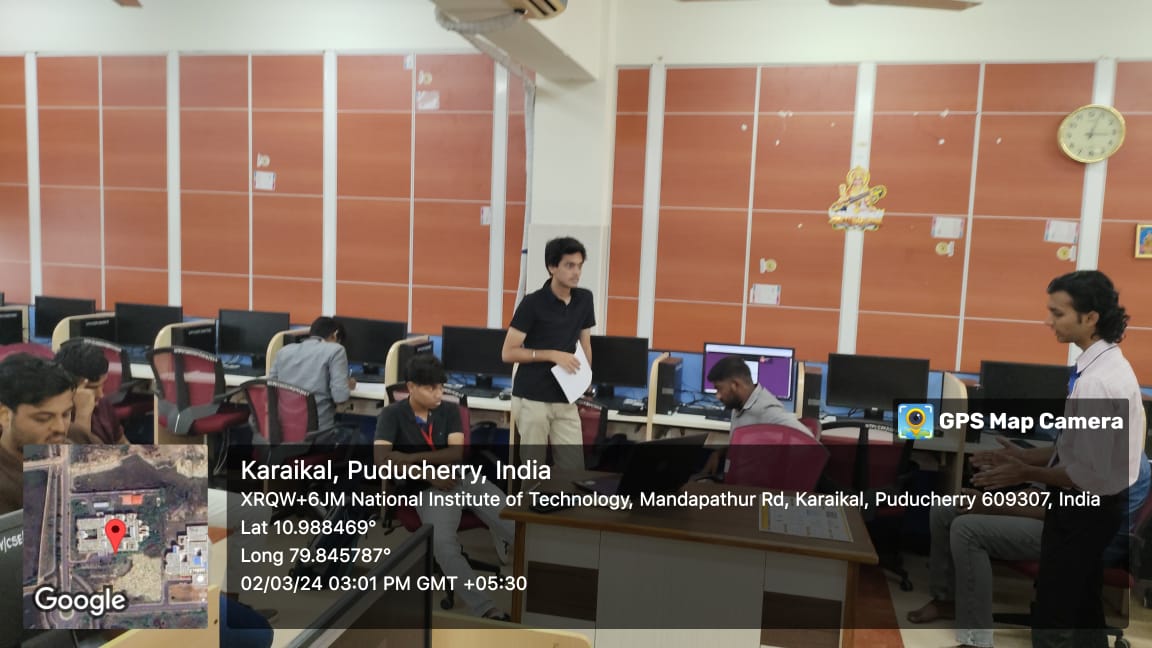 GPS Map Camera
Karaikal, Puducherry, India
XRQW+6JM National Institute of Technology, Mandapathur Rd, Karaikal, Puducherry 609307, India
Lat 10.988469°
Long 79.845787°
02/03/24 03:01 PM GMT +05:30
Google